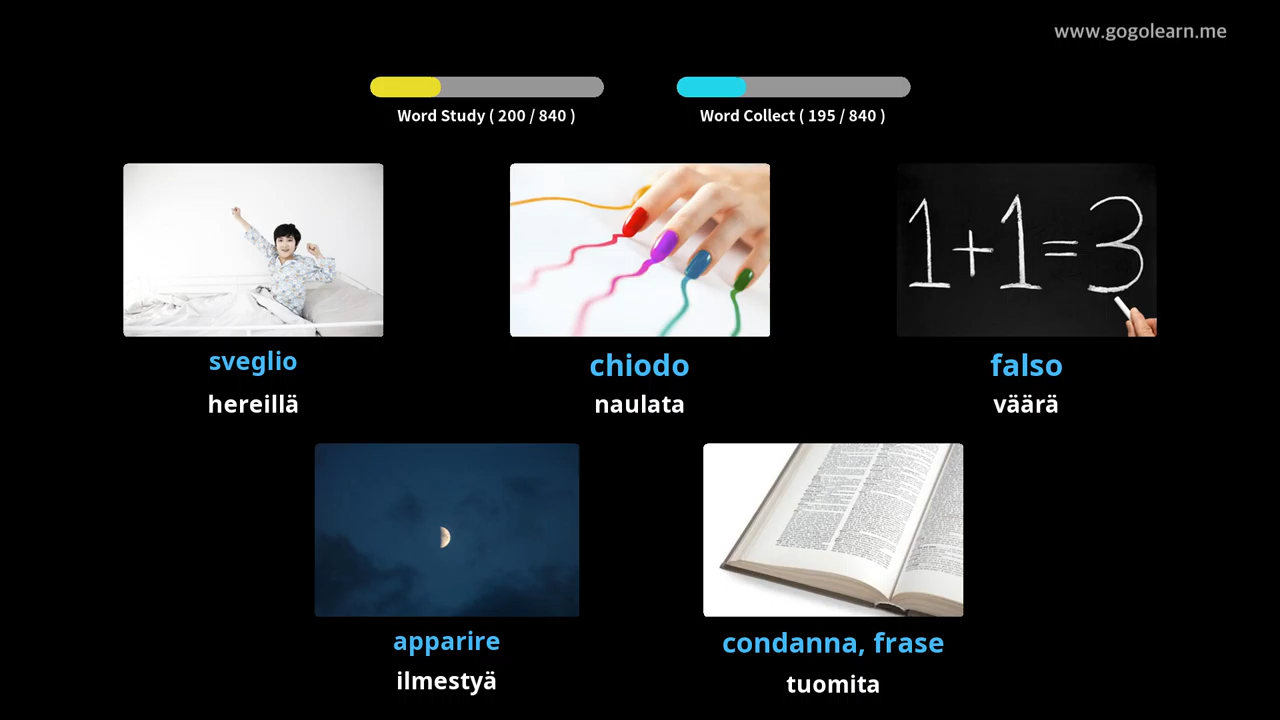 www.gogolearn.me
Word Study ( 200 / 840 )
Word Collect ( 195 / 840 )
1+1=3
sveglio
chiodo
falso
hereillä
naulata
väärä
apparire
condanna, frase
ilmestyä
tuomita